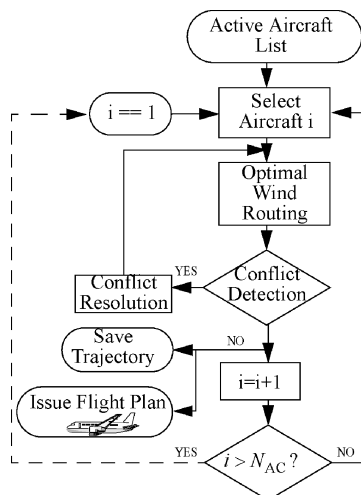 Active Aircraft
List
i == 1
Select
Aircraft i
Optimal
Wind
Routing
YES
Conflict
Resolution
Conflict
Detection
Save
Trajectory
NO
i=i+1
Issue Flight Plan
YES
i > N_AC ?
NO